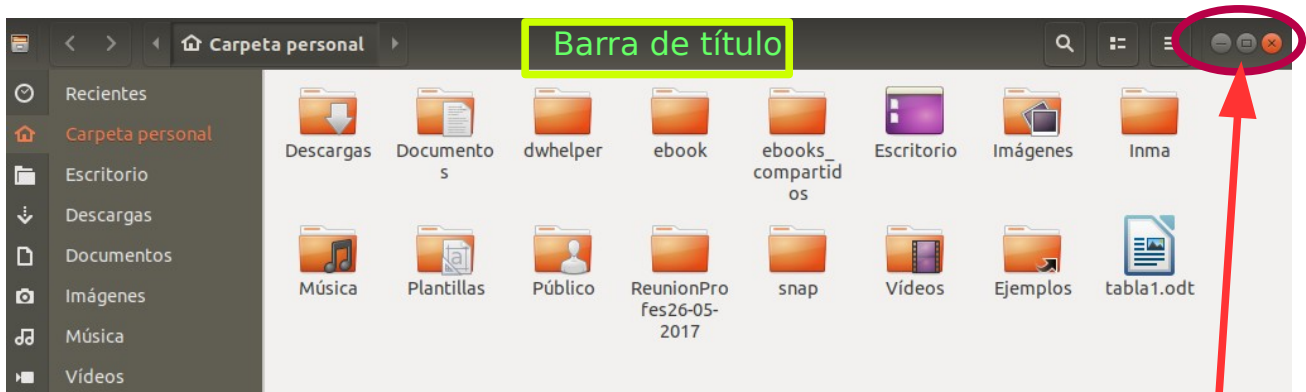 Carpeta personal
Barra de título
Recientes
Carpeta personal
Escritorio
Descargas
Documentos
Imágenes
Música
Vídeos
Descargas
Documento
s
dwhelper
ebook
ebooks_
compartid
os
Escritorio
Imágenes
Inma
Música
Plantillas
Público
ReunionPro
fes26-05-
2017
snap
Vídeos
Ejemplos
tabla1.odt